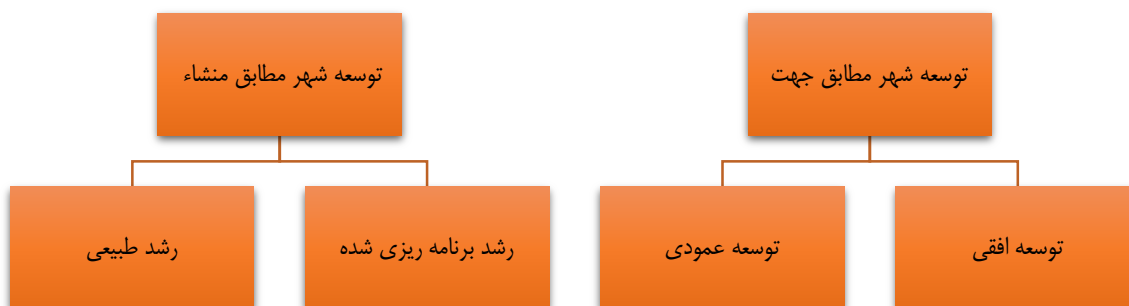 توسعه شهر مطابق جهت
توسعه شهر مطابق منشاء
توسعه افقی
توسعه عمودی
رشد برنامه ریزی شده
رشد طبیعی